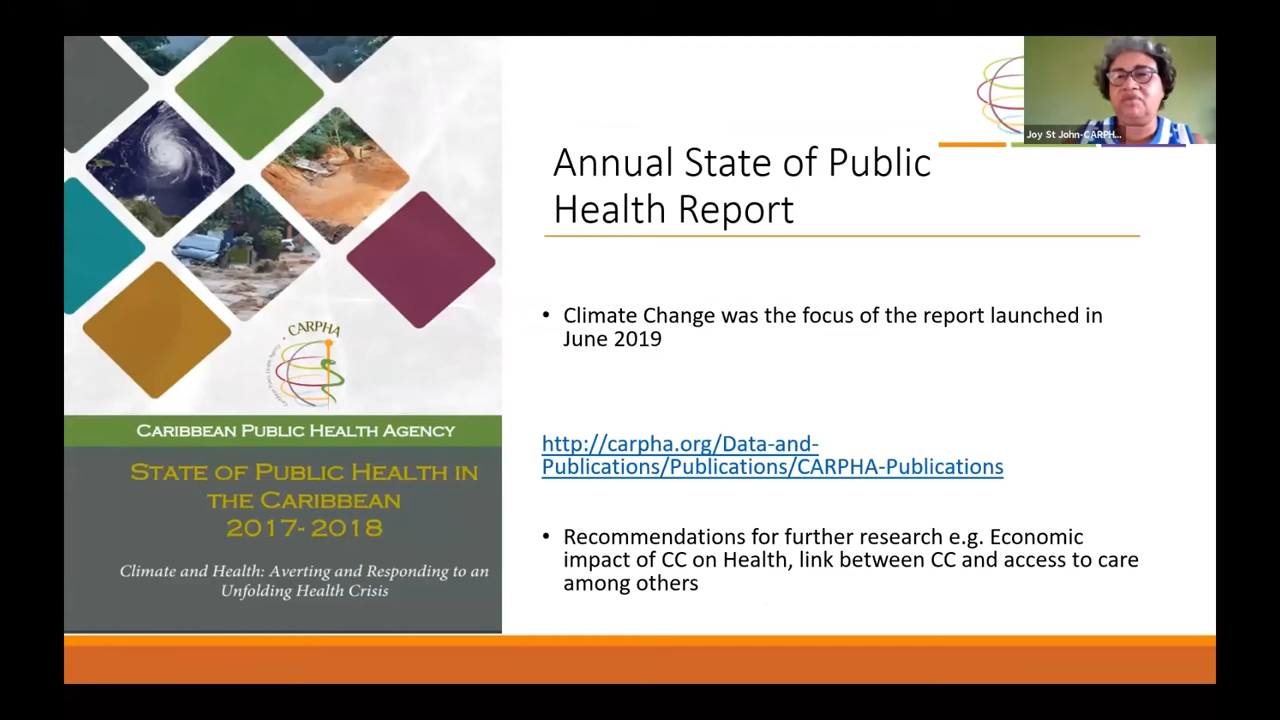 CARPHA
CARIBBEAN PUBLIC HEALTH AGENCY
STATE OF PUBLIC HEALTH IN
THE CARIBBEAN
2017- 2018
Climate and Health: Averting and Responding to an
Unfolding Health Crisis
Joy St John-CARPH...
Annual State of Public
Health Report
• Climate Change was the focus of the report launched in
June 2019
http://carpha.org/Data-and-
Publications/Publications/CARPHA-Publications
• Recommendations for further research e.g. Economic
impact of CC on Health, link between CC and access to care
among others